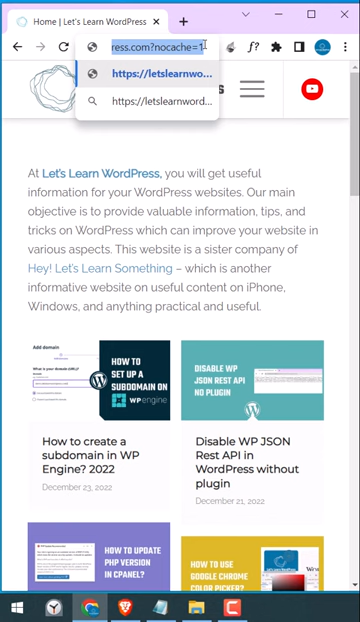 Home | Let's Learn WordPress
ress.com?nocache=1
f?
https://letslearnwo...
https://letslearnword...
s
At Let's Learn WordPress, you will get useful
information for your WordPress websites. Our main
objective is to provide valuable information, tips, and
tricks on WordPress which can improve your website in
various aspects. This website is a sister company of
Hey! Let's Learn Something – which is another
informative website on useful content on iPhone,
Windows, and anything practical and useful.
Add domain
What is your domain name?
HOW TO
SET UP A
SUBDOMAIN ON
WP engine
DISABLE WP
JSON REST API
NO PLUGIN
How to create a
subdomain in WP
Engine? 2022
December 23, 2022
Disable WP JSON
Rest API in
WordPress without
plugin
December 21, 2022
HOW TO UPDATE
PHP VERSION
IN CPANEL?
HOW TO USE
GOOGLE CHROME
COLOR PICKER?